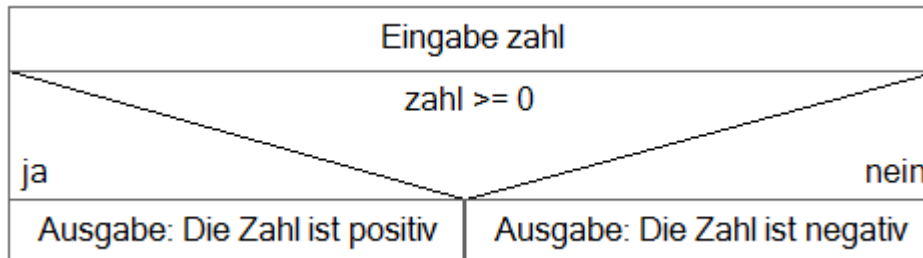 Eingabe zahl
zahl >= 0
ja
nein
Ausgabe: Die Zahl ist positiv
Ausgabe: Die Zahl ist negativ